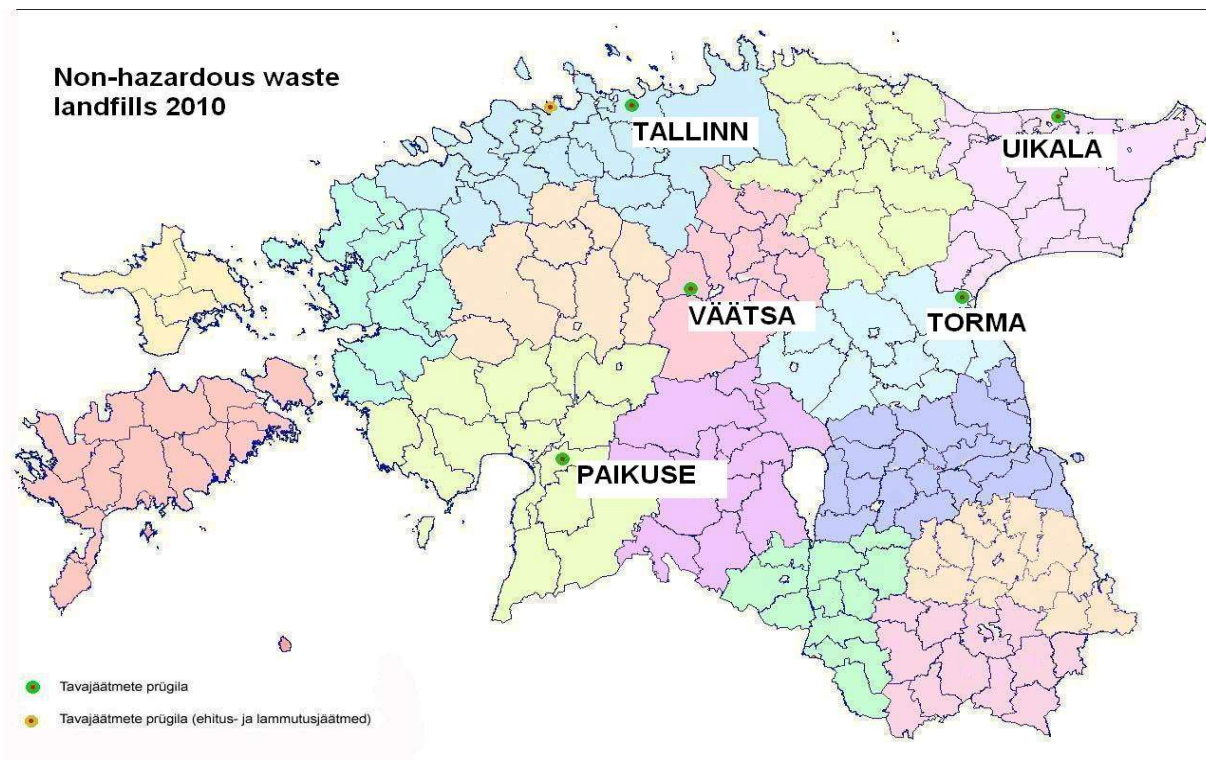 Non-hazardous waste
landfills 2010
TALLINN
UIKALA
VÄÄTSA
TORMA
PAIKUSE
Tavajäätmete prügila
Tavajäätmete prügila (ehitus- ja lammutusjäätmed)